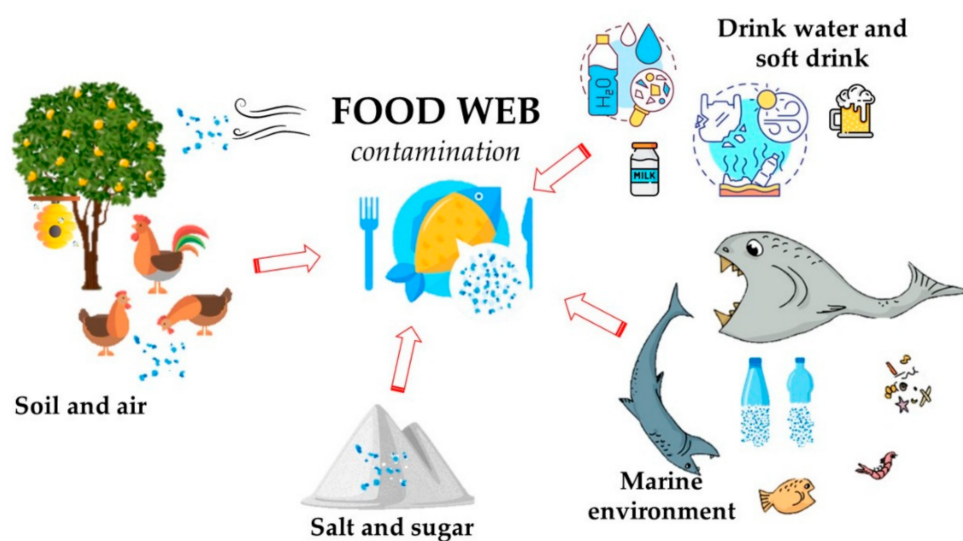 FOOD WEB
contamination
Drink water and
soft drink
H₂O
MILK
Soil and air
Salt and sugar
Marine
environment